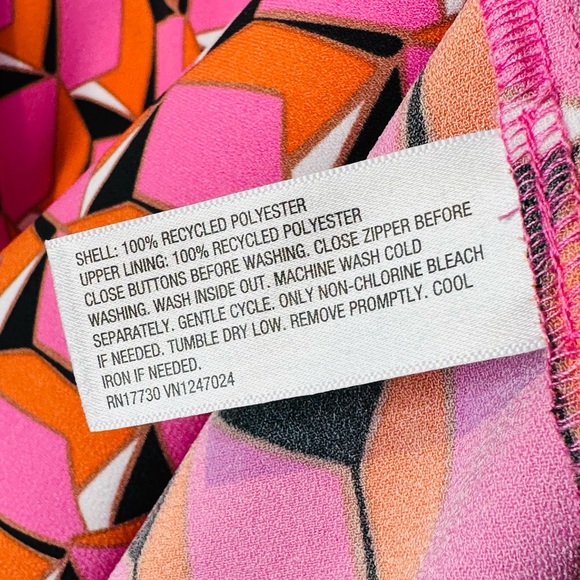 SHELL: 100% RECYCLED POLYESTER
UPPER LINING: 100% RECYCLED POLYESTER
CLOSE BUTTONS BEFORE WASHING. CLOSE ZIPPER BEFORE
WASHING. WASH INSIDE OUT. MACHINE WASH COLD
SEPARATELY. GENTLE CYCLE. ONLY NON-CHLORINE BLEACH
IF NEEDED. TUMBLE DRY LOW. REMOVE PROMPTLY. COOL
IRON IF NEEDED.
RN17730 VN1247024